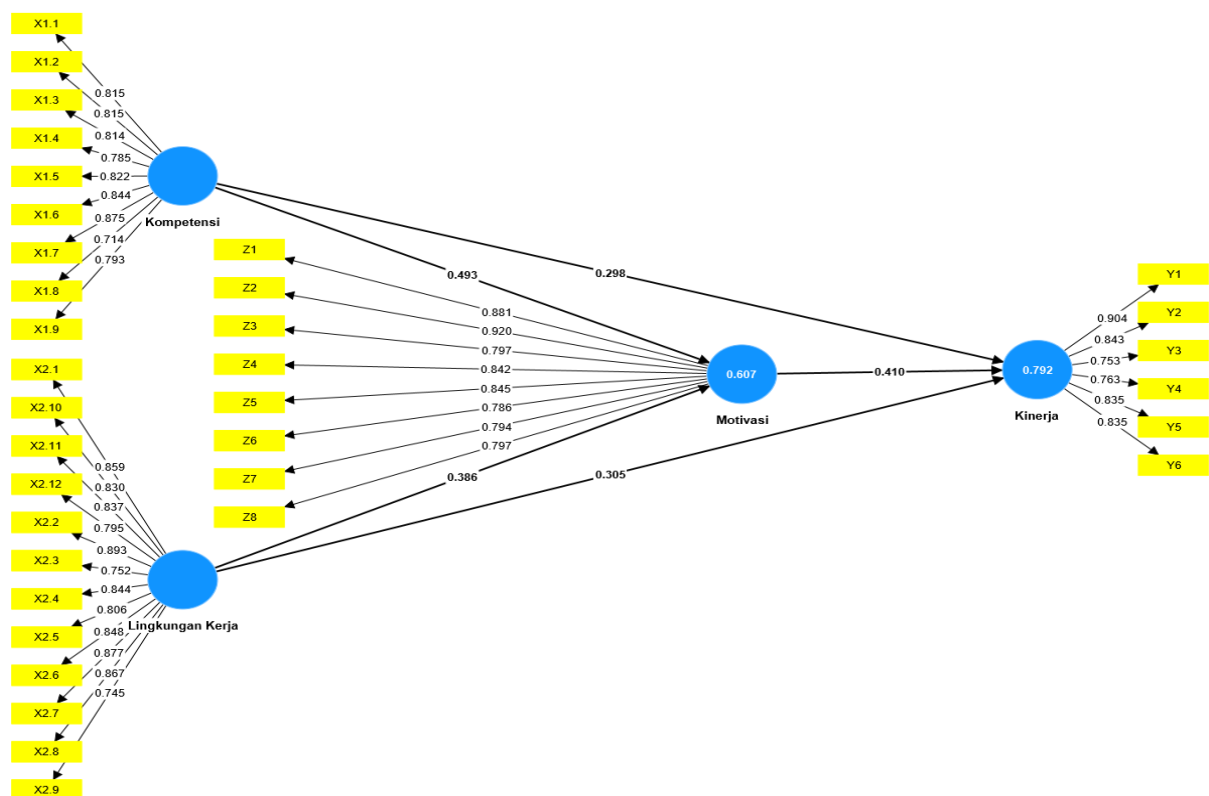 X1.1
X1.2
X1.3
X1.4
X1.5
X1.6
X1.7
X1.8
X1.9
0.815
0.815
0.814
0.785
0.822
0.844
0.875
0.714
0.793
Kompetensi
X2.1
X2.10
X2.11
X2.12
X2.2
X2.3
X2.4
X2.5
X2.6
X2.7
X2.8
X2.9
0.859
0.830
0.837
0.795
0.893
0.752
0.844
0.806
0.848
0.877
0.867
0.745
Lingkungan Kerja
Z1
Z2
Z3
Z4
Z5
Z6
Z7
Z8
0.881
0.920
0.797
0.842
0.845
0.786
0.794
0.797
0.493
0.386
0.298
0.410
0.305
0.607
Motivasi
0.792
Kinerja
0.904
0.843
0.753
0.763
0.835
0.835
Y1
Y2
Y3
Y4
Y5
Y6